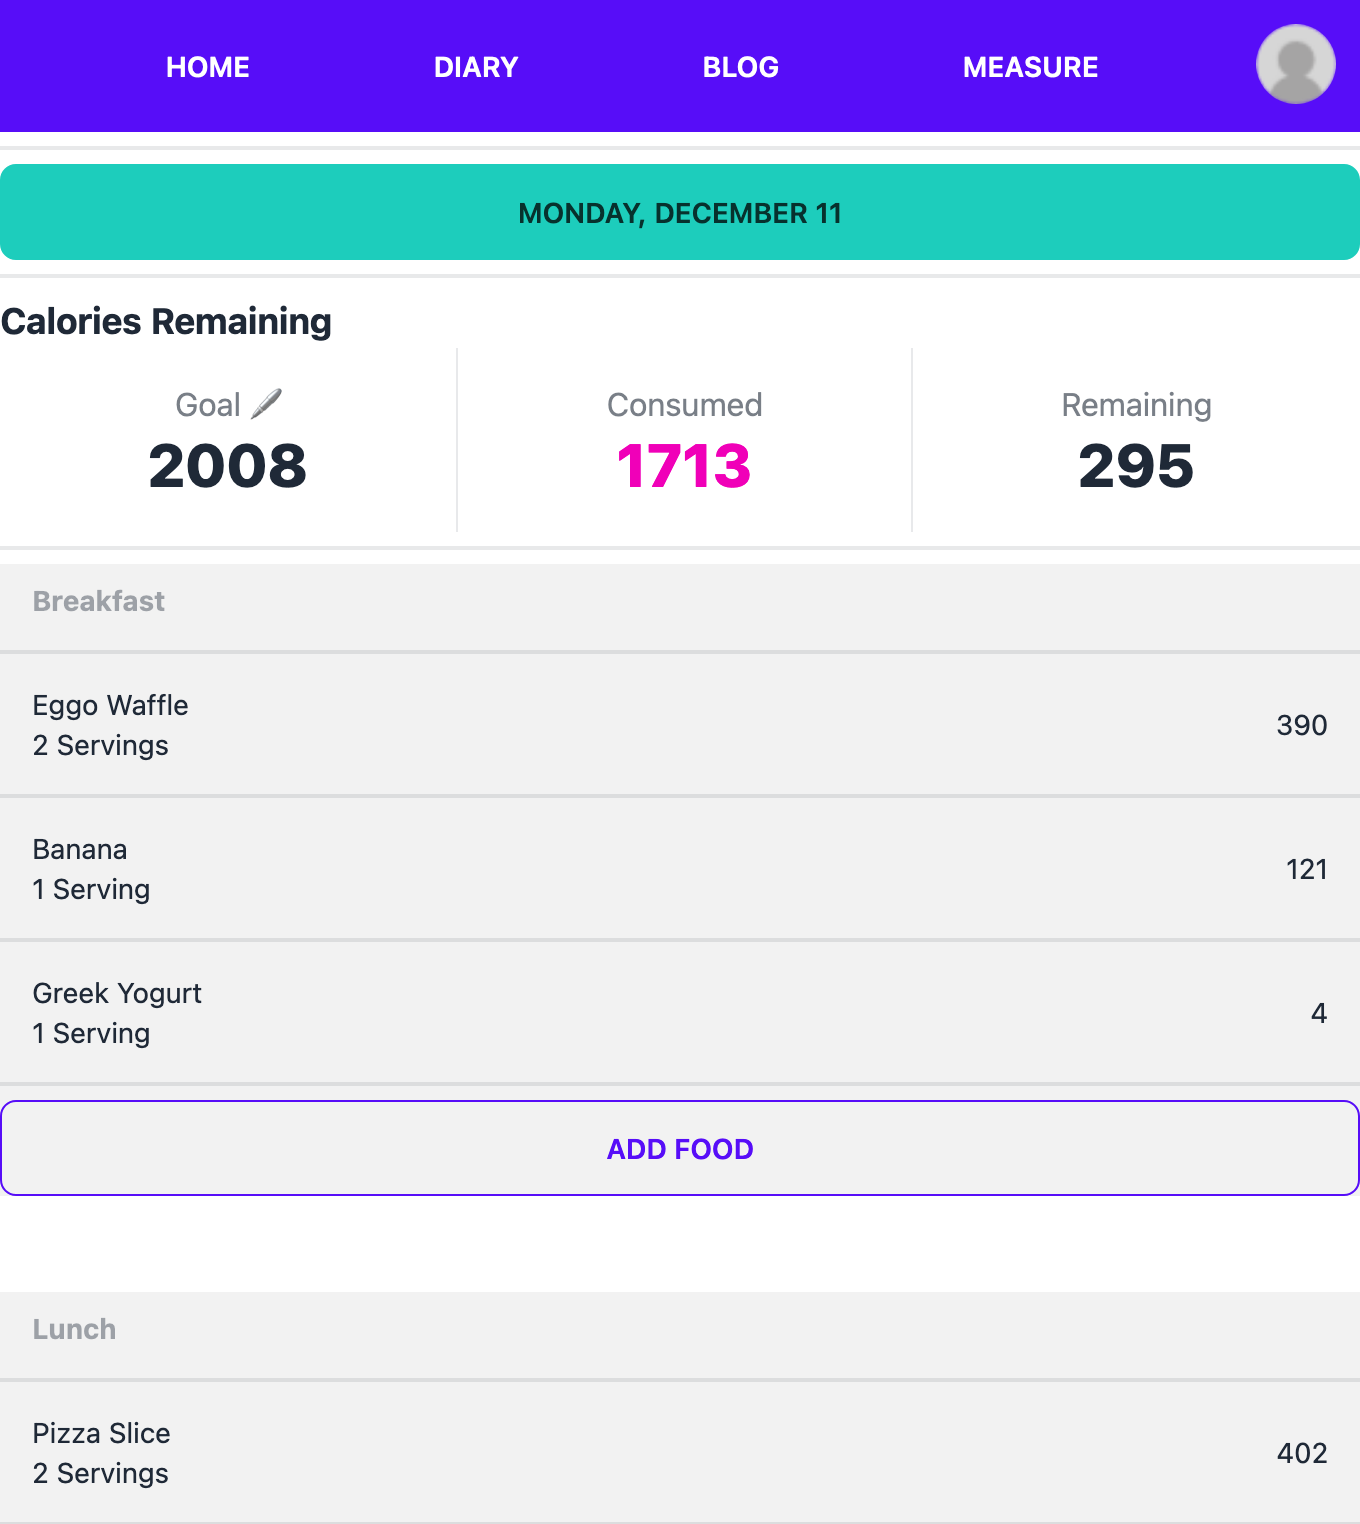 HOME DIARY BLOG MEASURE
MONDAY, DECEMBER 11
Calories Remaining
Goal Consumed Remaining
2008 1713 295
Breakfast
Eggo Waffle
2 Servings
390
Banana
1 Serving
121
Greek Yogurt
1 Serving
4
ADD FOOD
Lunch
Pizza Slice
2 Servings
402